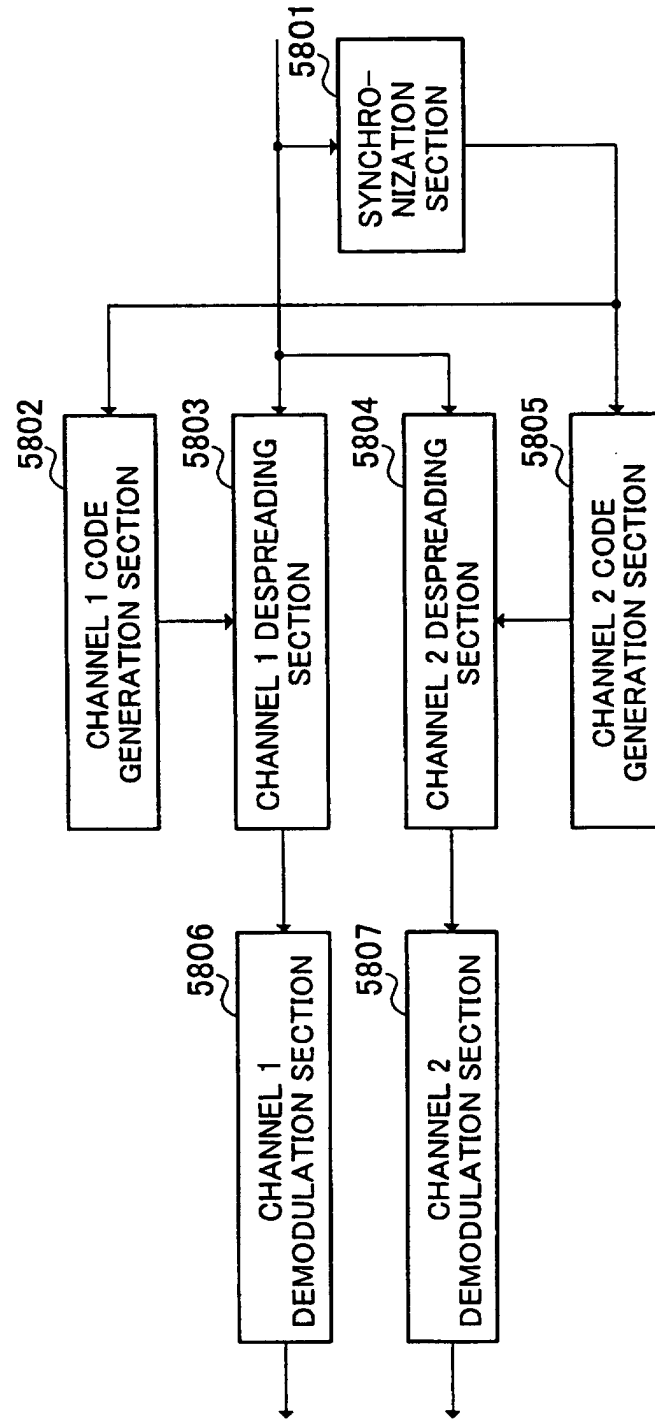 5801
SYNCHRO-
NIZATION
SECTION
5802
CHANNEL 1 CODE
GENERATION SECTION
5803
CHANNEL 1 DESPREADING
SECTION
5804
CHANNEL 2 DESPREADING
SECTION
5805
CHANNEL 2 CODE
GENERATION SECTION
5806
CHANNEL 1
DEMODULATION SECTION
5807
CHANNEL 2
DEMODULATION SECTION